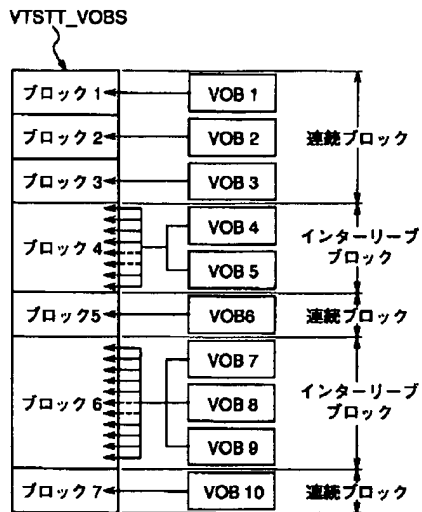 VTSTT_VOBS
ブロック1
VOB 1
ブロック2
VOB 2
連続ブロック
ブロック3
VOB 3
ブロック4
VOB 4
VOB 5
インターリーブ
ブロック
ブロック5
VOB6
連続ブロック
ブロック6
VOB 7
VOB 8
VOB 9
インターリーブ
ブロック
ブロック7
VOB 10
連続ブロック